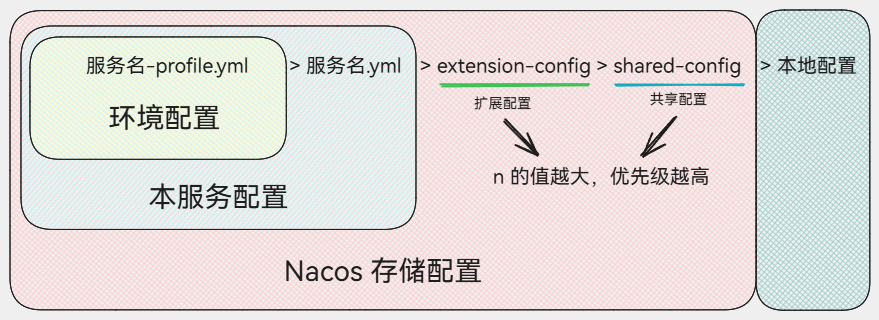 服务名-profile.yml > 服务名.yml > extension-config > shared-config > 本地配置
扩展配置 共享配置
环境配置
n 的值越大，优先级越高
本服务配置
Nacos 存储配置